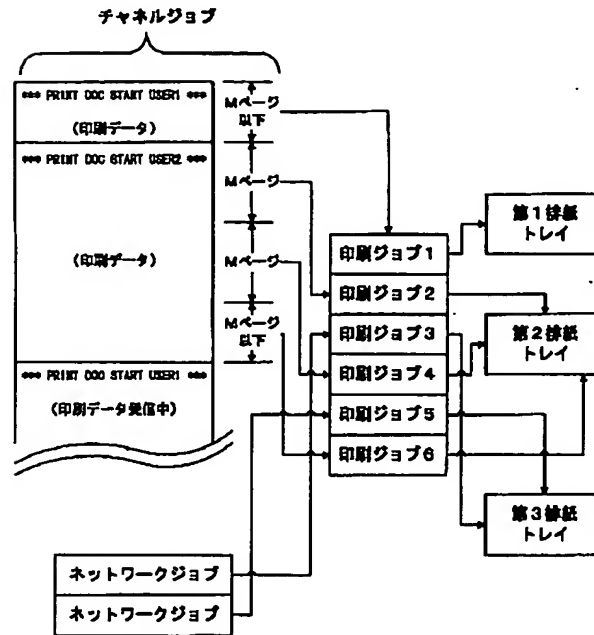 チャネルジョブ
*** PRINT DOC START USER1 ***
(印刷データ)
*** PRINT DOC START USER2 ***
(印刷データ)
*** PRINT DOC START USER1 ***
(印刷データ受信中)
Mページ
以下
Mページ
Mページ
Mページ
以下
印刷ジョブ1
印刷ジョブ2
印刷ジョブ3
印刷ジョブ4
印刷ジョブ5
印刷ジョブ6
第1排紙
トレイ
第2排紙
トレイ
第3排紙
トレイ
ネットワークジョブ
ネットワークジョブ